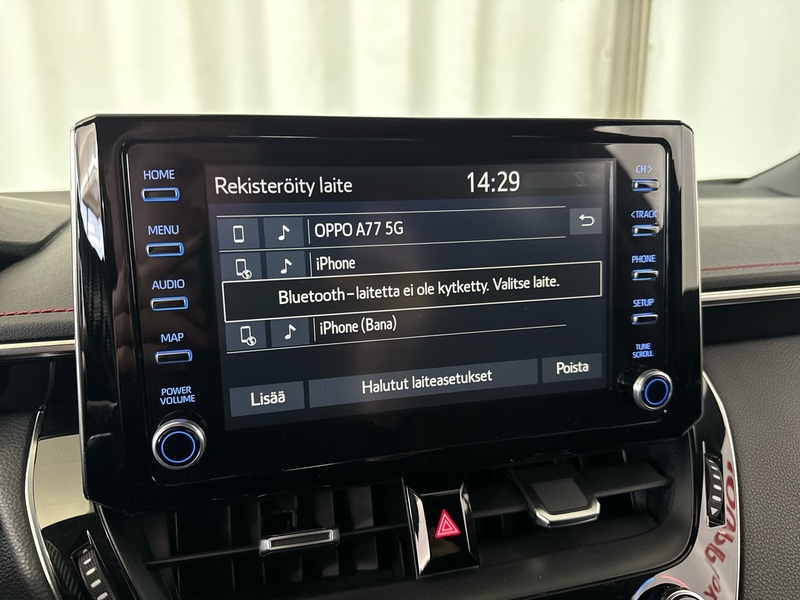 HOME
MENU
AUDIO
MAP
POWER
VOLUME
Rekisteröity laite
14:29
OPPO A77 5G
iPhone
Bluetooth-laitetta ei ole kytketty. Valitse laite.
iPhone (Bana)
Lisää
Halutut laiteasetukset
Poista
CH>
<TRACK
PHONE
SETUP
TUNE
SCROLL